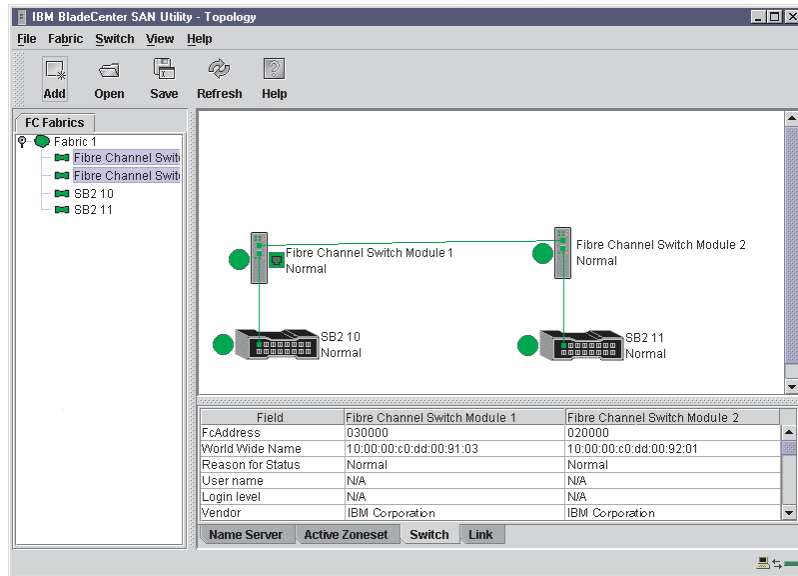 IBM BladeCenter SAN Utility - Topology
File Fabric Switch View Help
Add Open Save Refresh Help
FC Fabrics
Fabric 1
Fibre Channel Swit
Fibre Channel Swit
SB2 10
SB2 11
Fibre Channel Switch Module 1
Normal
Fibre Channel Switch Module 2
Normal
SB2 10
Normal
SB2 11
Normal
Field Fibre Channel Switch Module 1 Fibre Channel Switch Module 2
FcAddress 030000 020000
World Wide Name 10:00:00:c0:dd:00:91:03 10:00:00:c0:dd:00:92:01
Reason for Status Normal Normal
User name N/A N/A
Login level N/A N/A
Vendor IBM Corporation IBM Corporation
Name Server Active Zoneset Switch Link